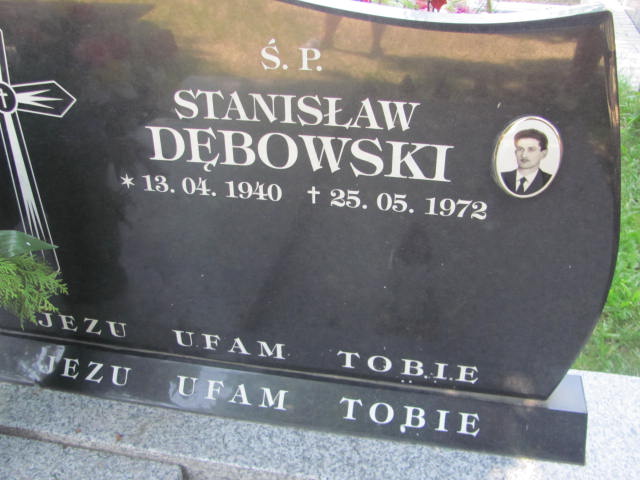 Ś. P.
STANISŁAW
DĘBOWSKI
* 13. 04. 1940 † 25. 05. 1972
JEZU UFAM TOBIE
JEZU UFAM TOBIE